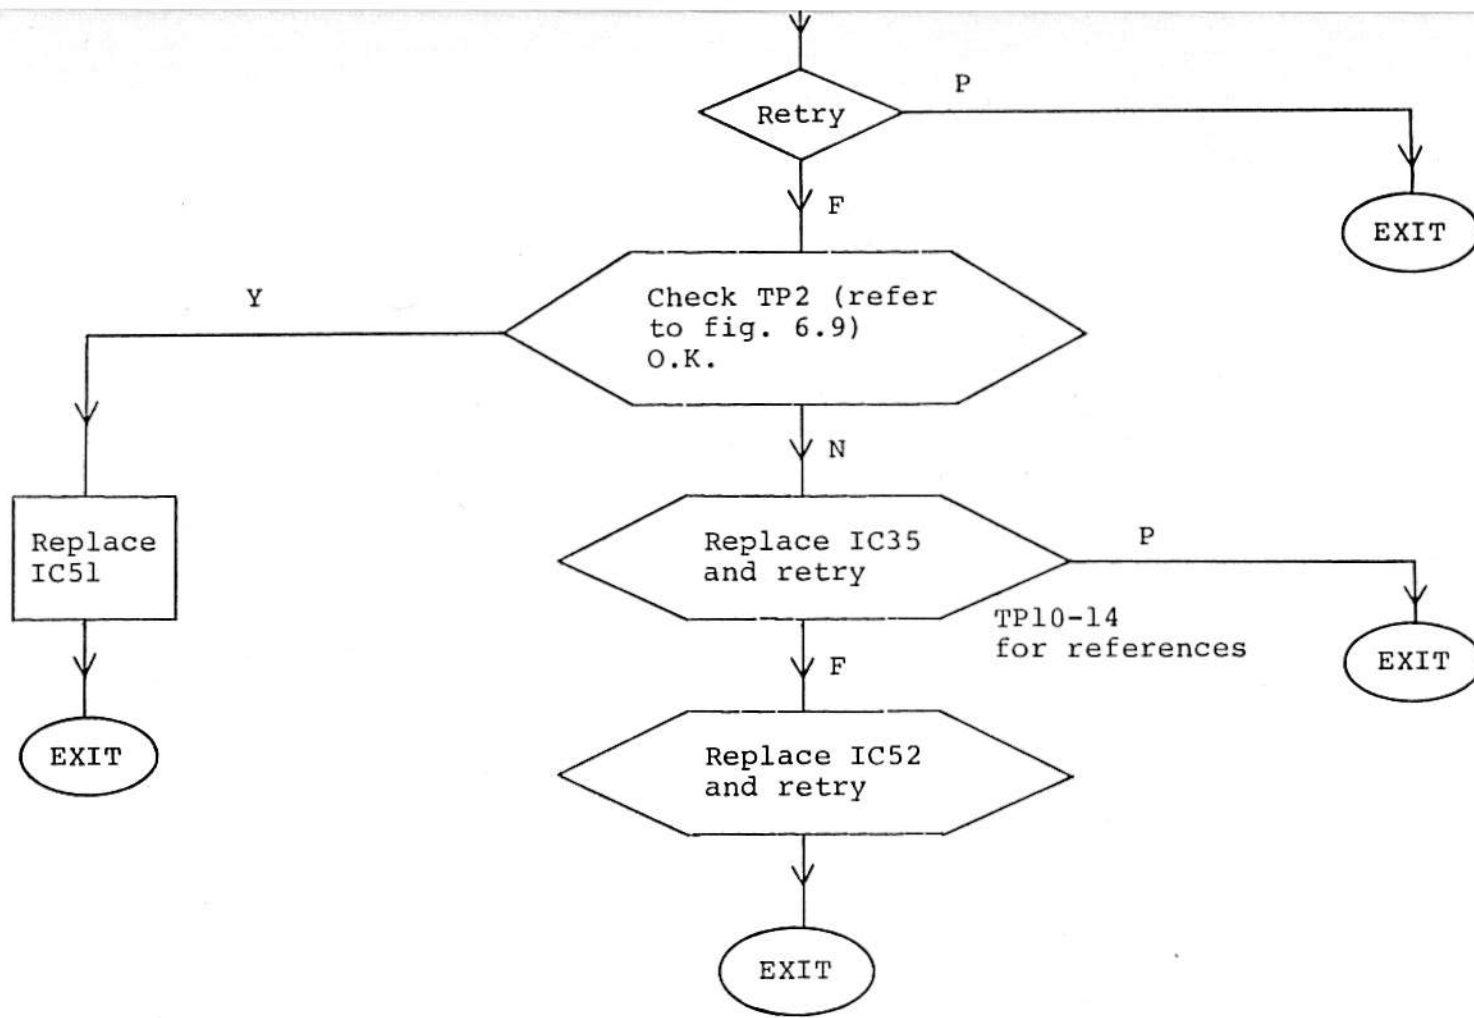 P
Retry
EXIT
F
Y
Check TP2 (refer
to fig. 6.9)
O.K.
N
Replace
IC51
Replace IC35
and retry
P
TP10-14
for references
EXIT
F
EXIT
Replace IC52
and retry
EXIT